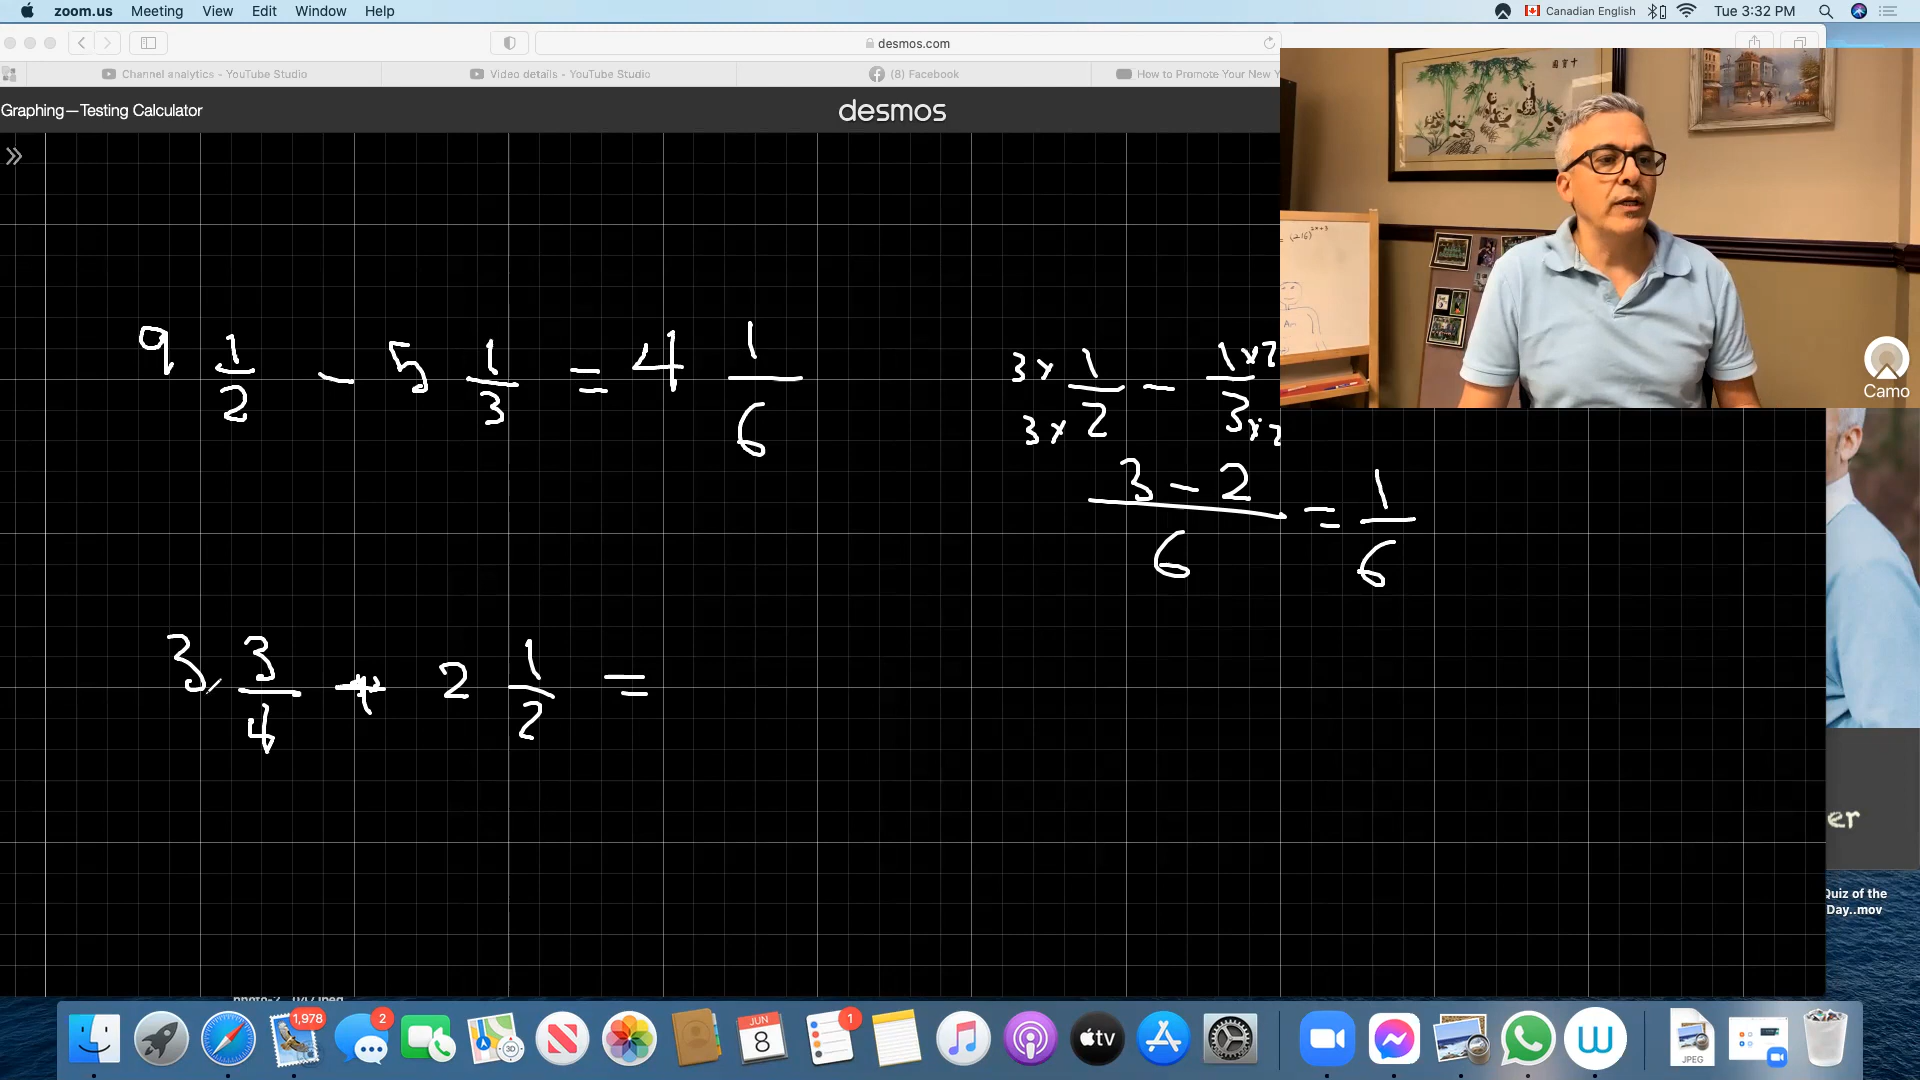 zoom.us Meeting View Edit Window Help
Canadian English Tue 3:32 PM
desmos.com
Channel analytics - YouTube Studio
Video details - YouTube Studio
(8) Facebook
How to Promote Your New Y
Graphing—Testing Calculator
desmos
Camo
9 1/2 - 5 1/3 = 4 1/6
3 × 1/2 - 1 × 2/3
3 × × 2
3 - 2/6 = 1/6
3 3/4 + 2 1/2 =
er
Quiz of the
Day..mov
1,978
2
JUN
8
1
tv
3D
JPEG